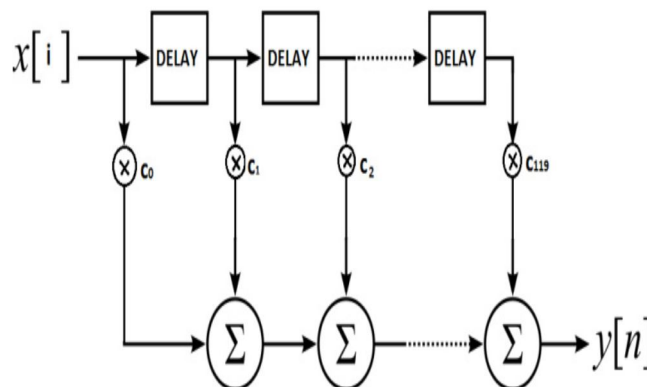 x[i] DELAY DELAY DELAY
× C₀ × C₁ × C₂ × C₁₁₉
Σ Σ Σ y[n]